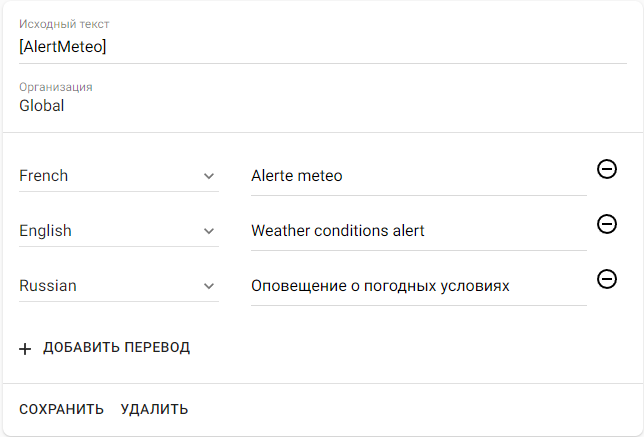 Исходный текст
[AlertMeteo]
Организация
Global
French Alerte meteo
English Weather conditions alert
Russian Оповещение о погодных условиях
ДОБАВИТЬ ПЕРЕВОД
СОХРАНИТЬ УДАЛИТЬ